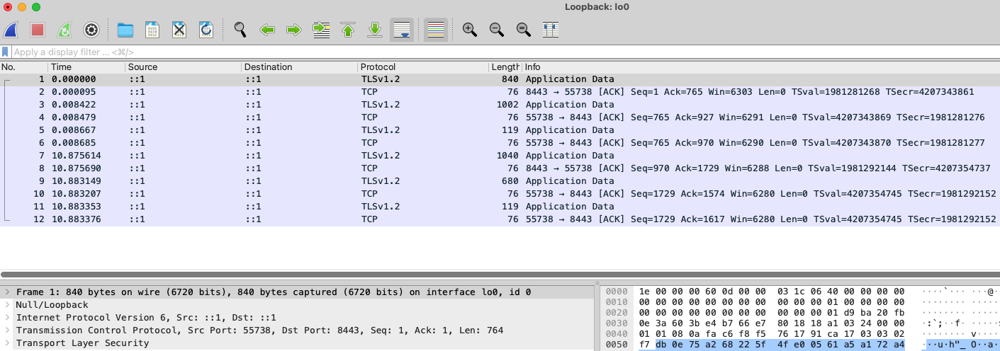 Loopback: lo0
Apply a display filter ... <⌘/>
No. Time Source Destination Protocol Length Info
1 0.000000 ::1 ::1 TLSv1.2 840 Application Data
2 0.000095 ::1 ::1 TCP 76 8443 → 55738 [ACK] Seq=1 Ack=765 Win=6303 Len=0 TSval=1981281268 TSecr=4207343861
3 0.008422 ::1 ::1 TLSv1.2 1002 Application Data
4 0.008479 ::1 ::1 TCP 76 55738 → 8443 [ACK] Seq=765 Ack=927 Win=6291 Len=0 TSval=4207343869 TSecr=1981281276
5 0.008667 ::1 ::1 TLSv1.2 119 Application Data
6 0.008685 ::1 ::1 TCP 76 55738 → 8443 [ACK] Seq=765 Ack=970 Win=6290 Len=0 TSval=4207343870 TSecr=1981281277
7 10.875614 ::1 ::1 TLSv1.2 1040 Application Data
8 10.875690 ::1 ::1 TCP 76 8443 → 55738 [ACK] Seq=970 Ack=1729 Win=6288 Len=0 TSval=1981292144 TSecr=4207354737
9 10.883149 ::1 ::1 TLSv1.2 680 Application Data
10 10.883207 ::1 ::1 TCP 76 55738 → 8443 [ACK] Seq=1729 Ack=1574 Win=6280 Len=0 TSval=4207354745 TSecr=1981292152
11 10.883353 ::1 ::1 TLSv1.2 119 Application Data
12 10.883376 ::1 ::1 TCP 76 55738 → 8443 [ACK] Seq=1729 Ack=1617 Win=6280 Len=0 TSval=4207354745 TSecr=1981292152
Frame 1: 840 bytes on wire (6720 bits), 840 bytes captured (6720 bits) on interface lo0, id 0
Null/Loopback
Internet Protocol Version 6, Src: ::1, Dst: ::1
Transmission Control Protocol, Src Port: 55738, Dst Port: 8443, Seq: 1, Ack: 1, Len: 764
Transport Layer Security
0000 1e 00 00 00 60 0d 00 00 03 1c 06 40 00 00 00 00 ····`··· ···@
0010 00 00 00 00 00 00 00 00 00 00 00 01 00 00 00 00
0020 00 00 00 00 00 00 00 00 00 00 00 01 d9 ba 20 fb
0030 0e 3a 60 3b e4 b7 66 e7 80 18 18 a1 03 24 00 00 ·:`;··f·
0040 01 01 08 0a fa c6 f8 f5 76 17 91 ca 17 03 03 02 ········ v···
0050 f7 db 0e 75 a2 68 22 5f 4f e0 05 61 a5 a1 72 a4 ···u·h"_ O··a·